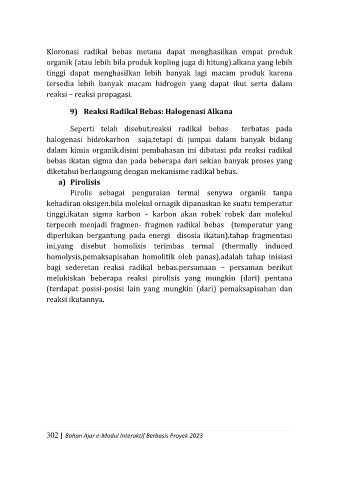 Kloronasi radikal bebas metana dapat menghasilkan empat produk
organik (atau lebih bila produk kopling juga di hitung).alkana yang lebih
tinggi dapat menghasilkan lebih banyak lagi macam produk karena
tersedia lebih banyak macam hidrogen yang dapat ikut serta dalam
reaksi – reaksi propagasi.
9) Reaksi Radikal Bebas: Halogenasi Alkana
Seperti telah disebut,reaksi radikal bebas terbatas pada
halogenasi hidrokarbon saja,tetapi di jumpai dalam banyak bidang
dalam kimia organik.disini pembahasan ini dibatasi pda reaksi radikal
bebas ikatan sigma dan pada beberapa dari sekian banyak proses yang
diketahui berlangsung dengan mekanisme radikal bebas.
a) Pirolisis
Pirolis sebagai penguraian termal senywa organik tanpa
kehadiran oksigen.bila molekul ornagik dipanaskan ke suatu temperatur
tinggi,ikatan sigma karbon – karbon akan robek robek dan molekul
terpeceh menjadi fragmen- fragmen radikal bebas (temperatur yang
diperlukan bergantung pada energi disosia ikatan).tahap fragmentasi
ini,yang disebut homolisis terimbas termal (thermally induced
homolysis,pemaksapisahan homolitik oleh panas),adalah tahap inisiasi
bagi sederetan reaksi radikal bebas.persamaan – persaman berikut
melukiskan beberapa reaksi pirolisis yang mungkin (dari) pentana
(terdapat posisi-posisi lain yang mungkin (dari) pemaksapisahan dan
reaksi ikutannya.
302 | Bahan Ajar e-Modul Interaktif Berbasis Proyek 2023